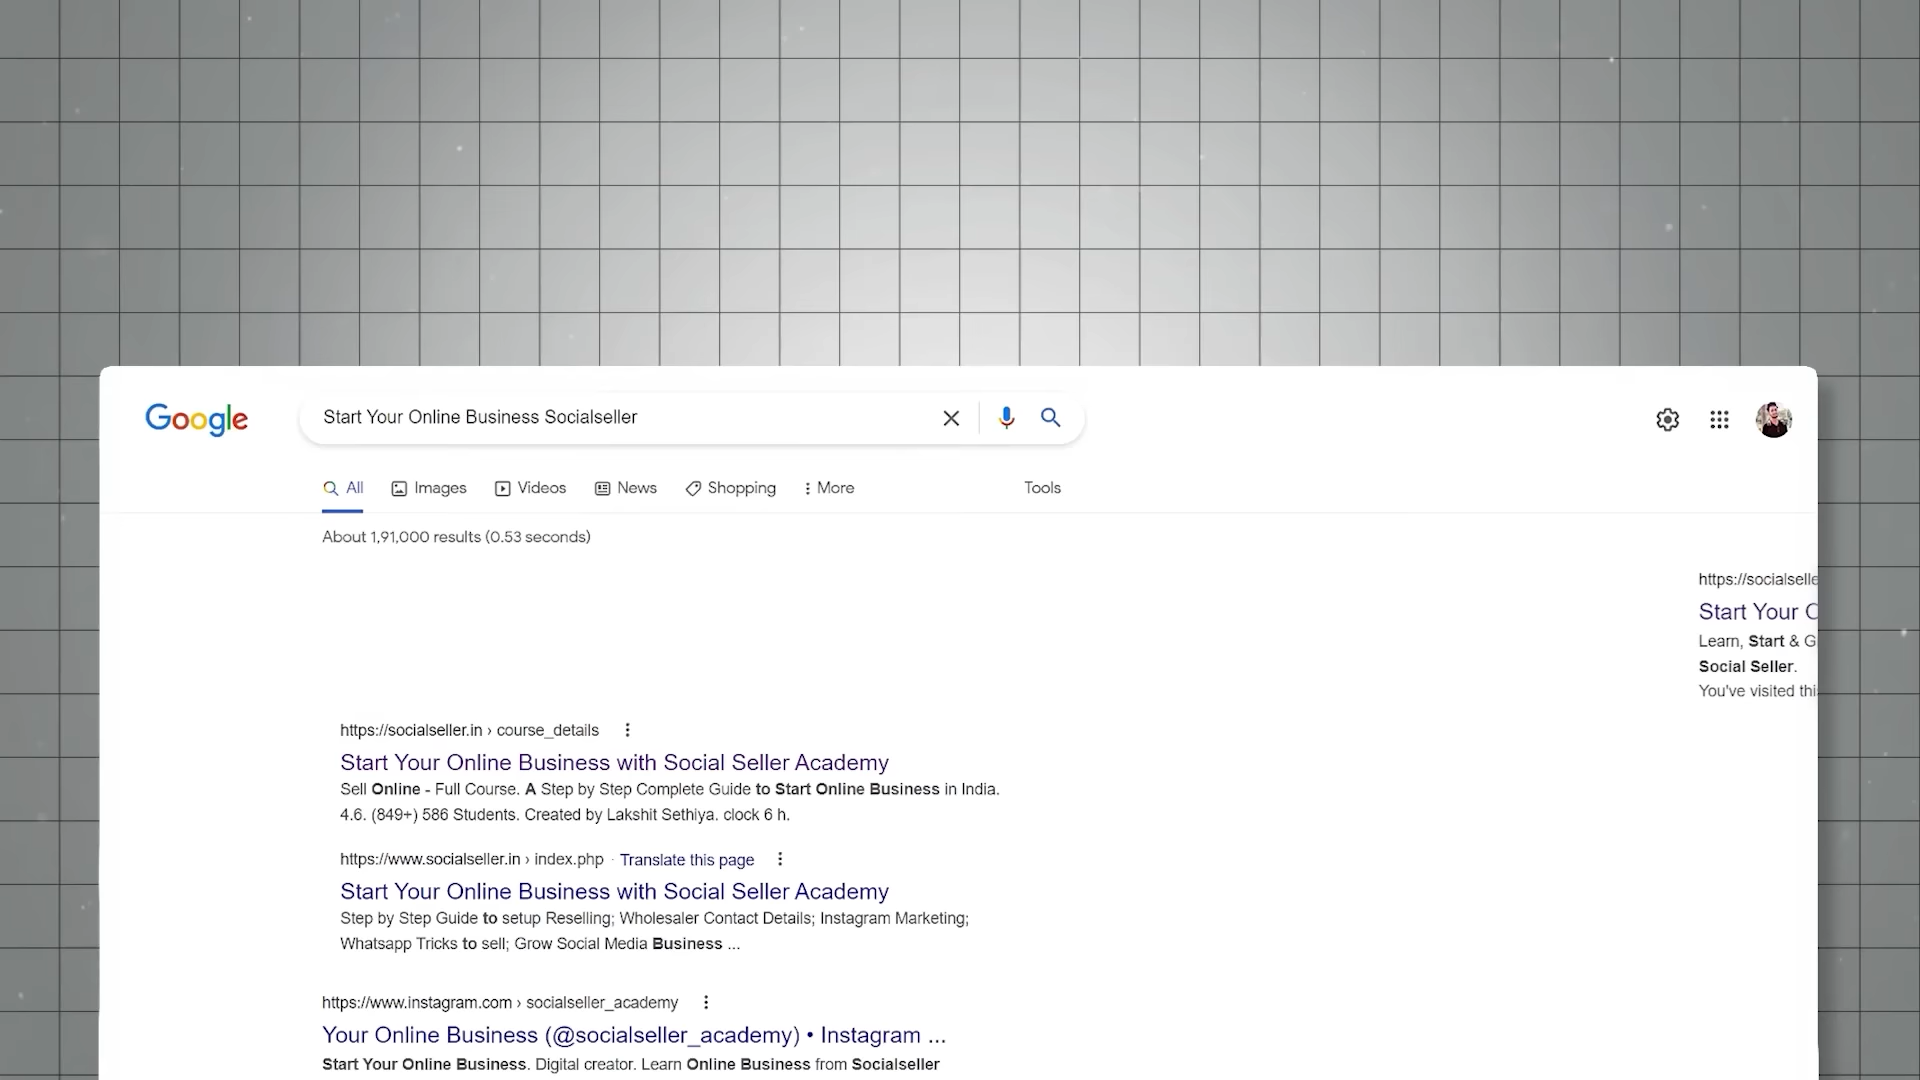 Google
Start Your Online Business Socialseller
All Images Videos News Shopping More Tools
About 1,91,000 results (0.53 seconds)
https://socialselle
Start Your C
Learn, Start & G
Social Seller.
You've visited thi
https://socialseller.in › course_details
Start Your Online Business with Social Seller Academy
Sell Online - Full Course. A Step by Step Complete Guide to Start Online Business in India.
4.6. (849+) 586 Students. Created by Lakshit Sethiya. clock 6 h.
https://www.socialseller.in › index.php · Translate this page
Start Your Online Business with Social Seller Academy
Step by Step Guide to setup Reselling; Wholesaler Contact Details; Instagram Marketing;
Whatsapp Tricks to sell; Grow Social Media Business ...
https://www.instagram.com › socialseller_academy
Your Online Business (@socialseller_academy) • Instagram ...
Start Your Online Business. Digital creator. Learn Online Business from Socialseller